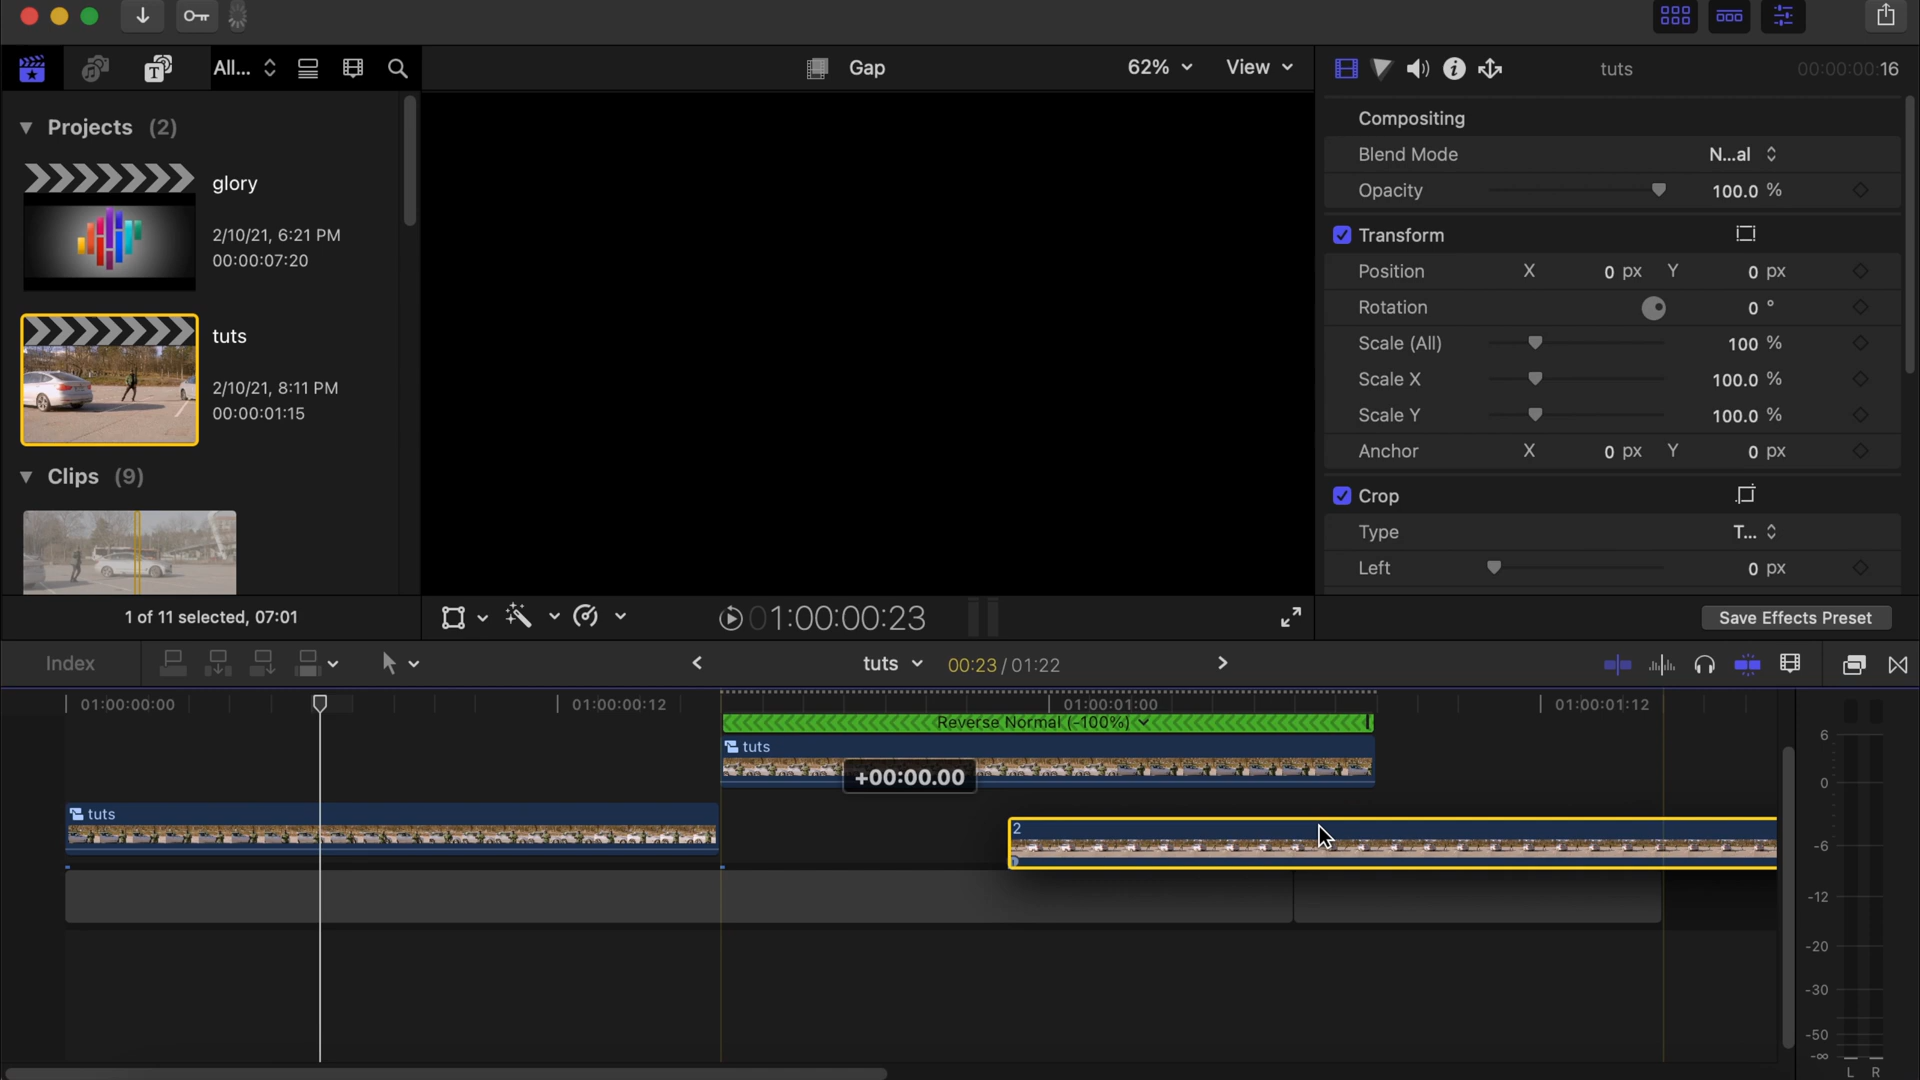 All...
Gap
62%
View
tuts
00:00:00:16
Projects (2)
glory
2/10/21, 6:21 PM
00:00:07:20
tuts
2/10/21, 8:11 PM
00:00:01:15
Clips (9)
1 of 11 selected, 07:01
01:00:00:23
Compositing
Blend Mode N...al
Opacity 100.0 %
Transform
Position X 0 px Y 0 px
Rotation 0 °
Scale (All) 100 %
Scale X 100.0 %
Scale Y 100.0 %
Anchor X 0 px Y 0 px
Crop
Type T...
Left 0 px
Save Effects Preset
Index
tuts
00:23 / 01:22
01:00:00:00
01:00:00:12
01:00:01:00
01:00:01:12
Reverse Normal (-100%)
tuts
+00:00.00
tuts
2
6
0
-6
-12
-20
-30
-50
-∞
L R